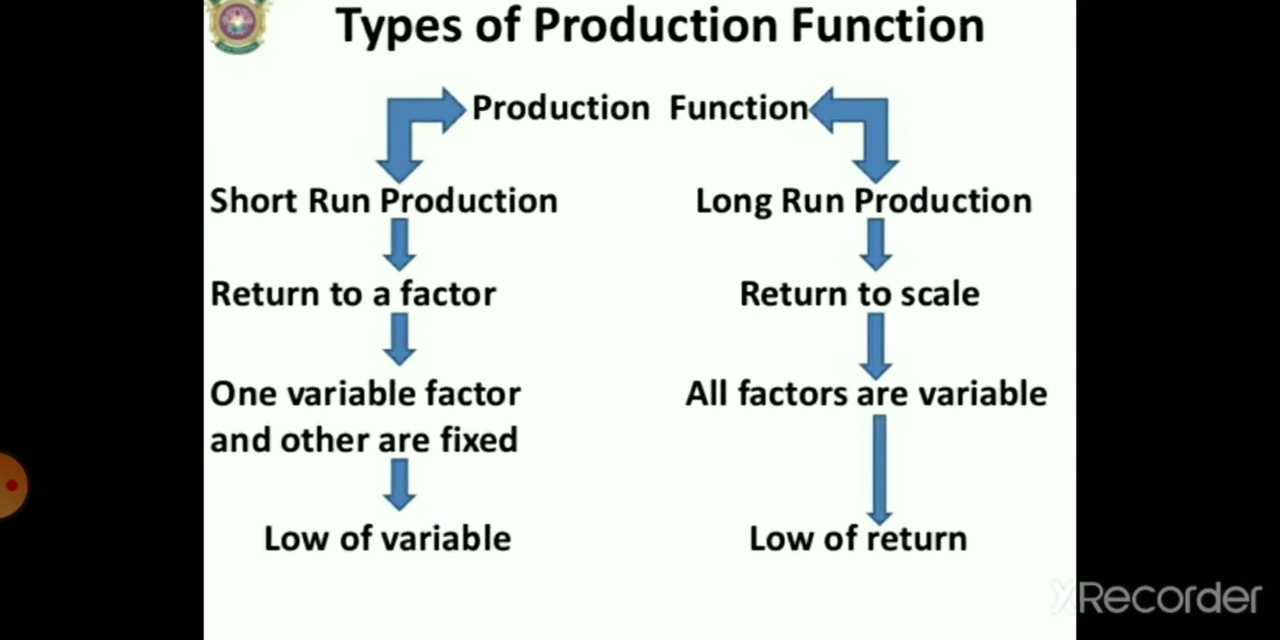 Types of Production Function
Production Function
Short Run Production
Long Run Production
Return to a factor
Return to scale
One variable factor
and other are fixed
All factors are variable
Low of variable
Low of return
XRecorder